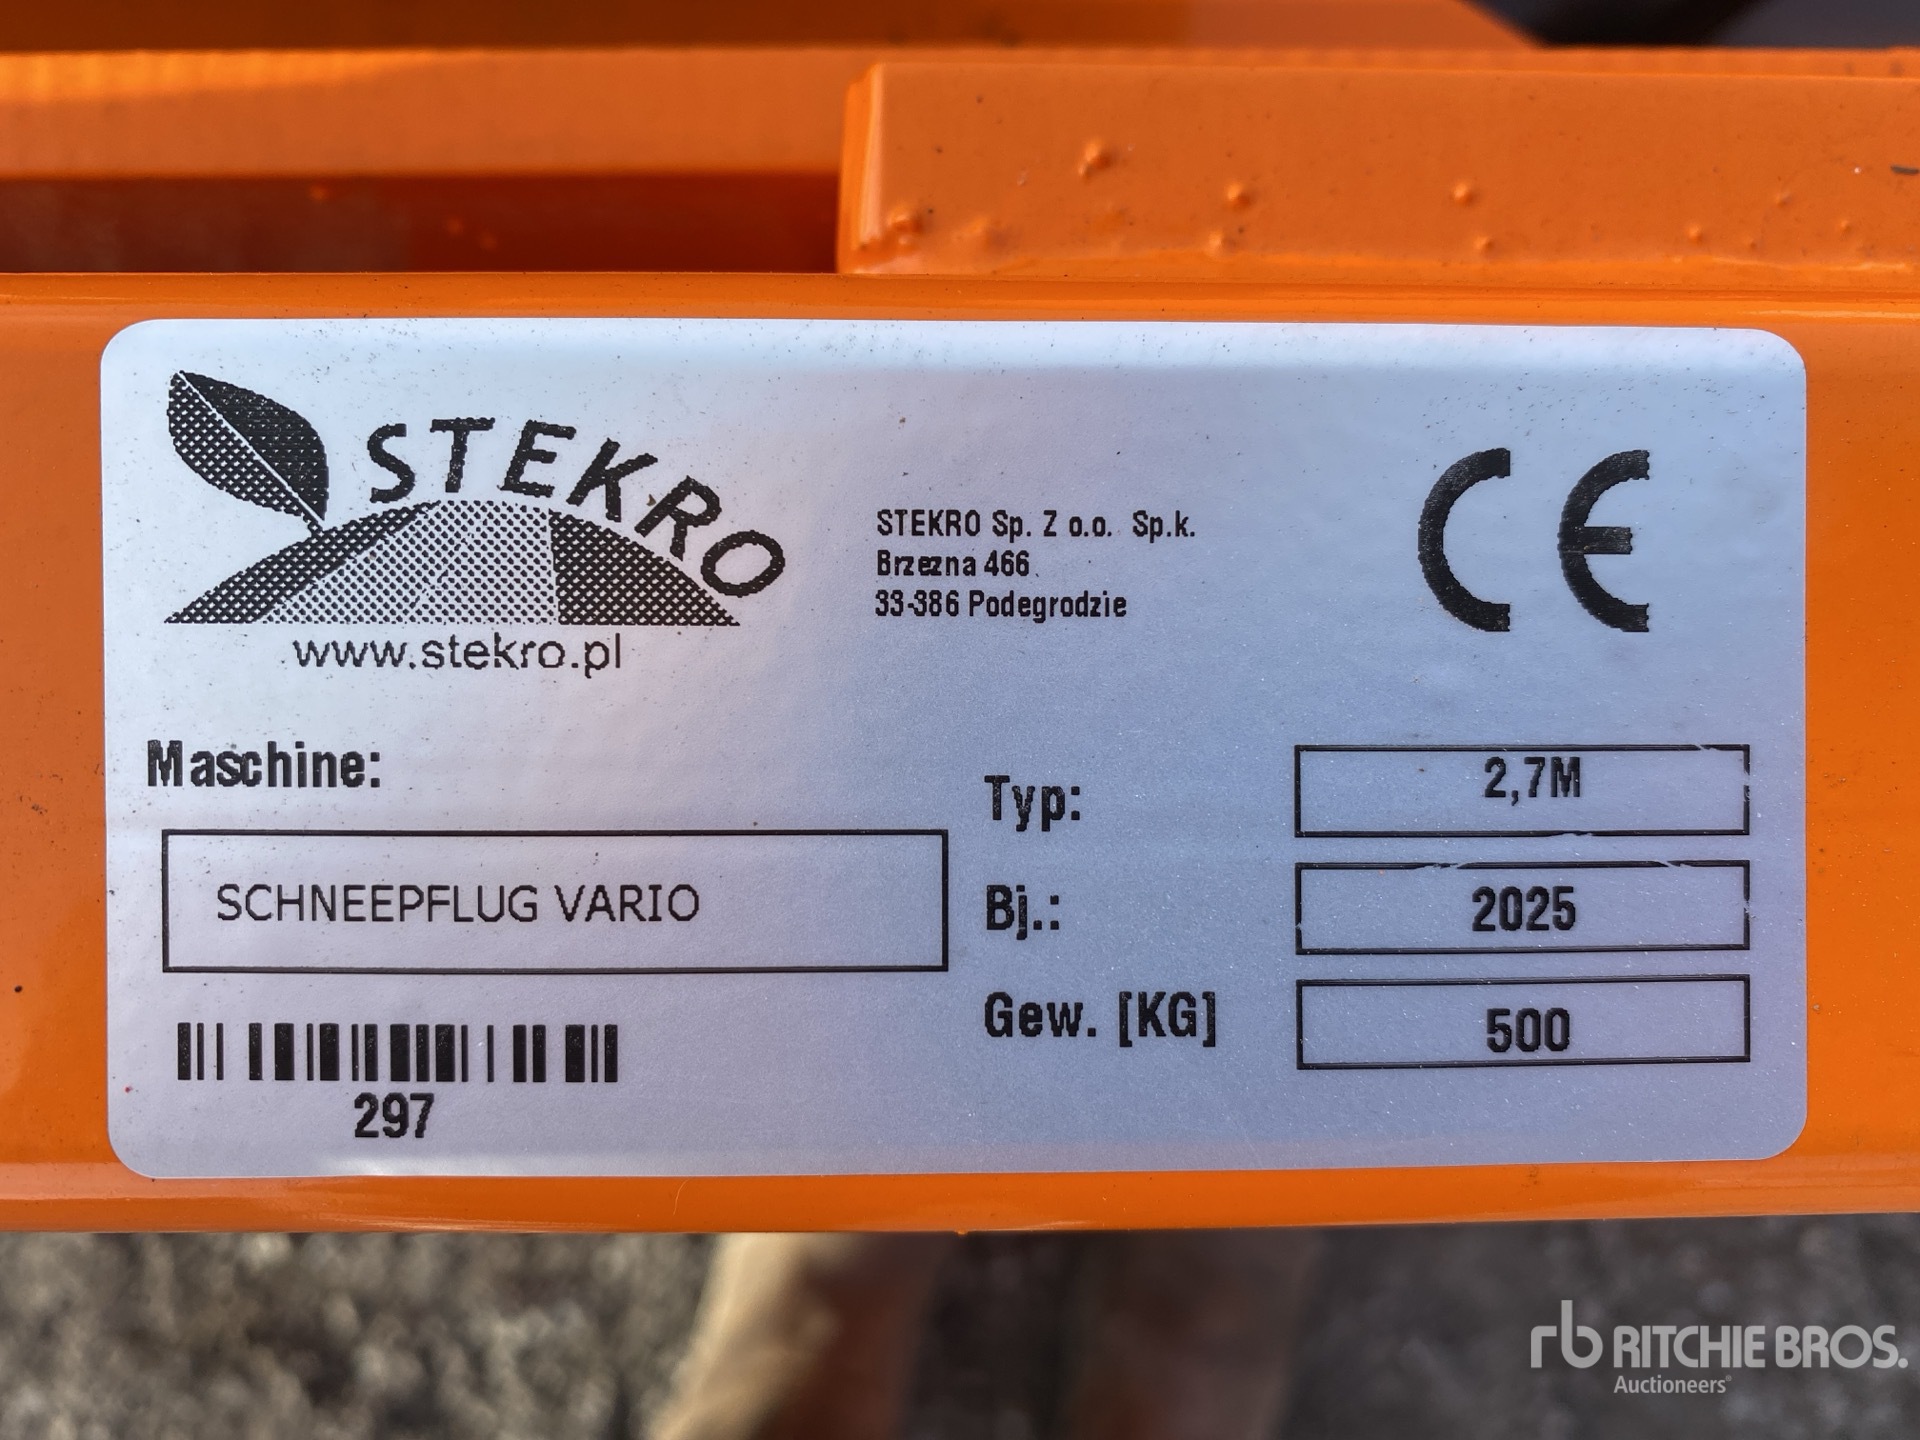 STEKRO
www.stekro.pl
STEKRO Sp. Z o.o. Sp.k.
Brzezna 466
33-386 Podegrodzie
CE
Maschine:
SCHNEEPFLUG VARIO
297
Typ: 2,7M
Bj.: 2025
Gew. [KG] 500
rb RITCHIE BROS.
Auctioneers